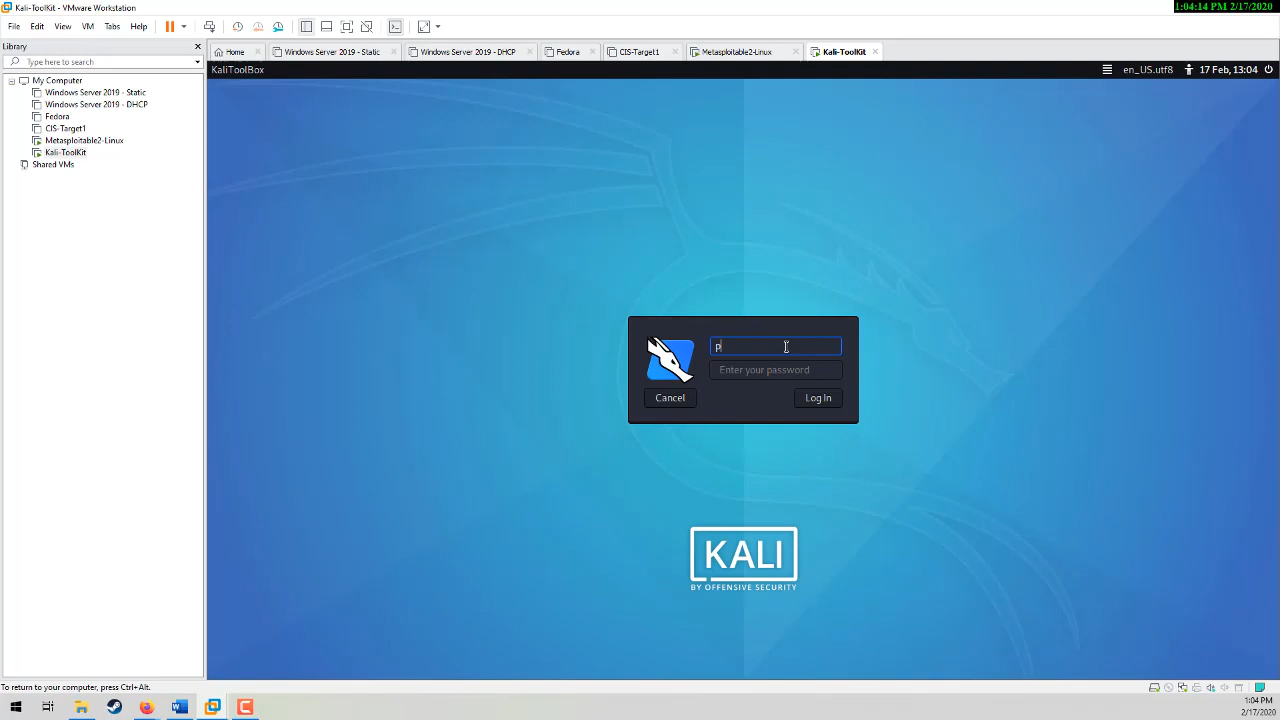 Kali-ToolKit - VMware Workstation
1:04:14 PM 2/17/2020
File Edit View VM Tabs Help
Library
Type here to search
My Computer
Windows Server 2019 - Static
Windows Server 2019 - DHCP
Fedora
CIS-Target1
Metasploitable2-Linux
Kali-ToolKit
Shared VMs
Home Windows Server 2019 - Static Windows Server 2019 - DHCP Fedora CIS-Target1 Metasploitable2-Linux Kali-ToolKit
KaliToolBox en_US.utf8 17 Feb, 13:04
p
Enter your password
Cancel Log In
KALI
BY OFFENSIVE SECURITY
To return to your computer, press Ctrl+Alt.
1:04 PM
2/17/2020